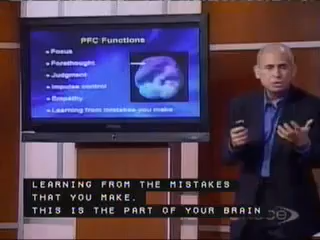 PFC Functions
Focus
Forethought
Judgment
Impulse control
Empathy
Learning from mistakes you make
LEARNING FROM THE MISTAKES
THAT YOU MAKE.
THIS IS THE PART OF YOUR BRAIN